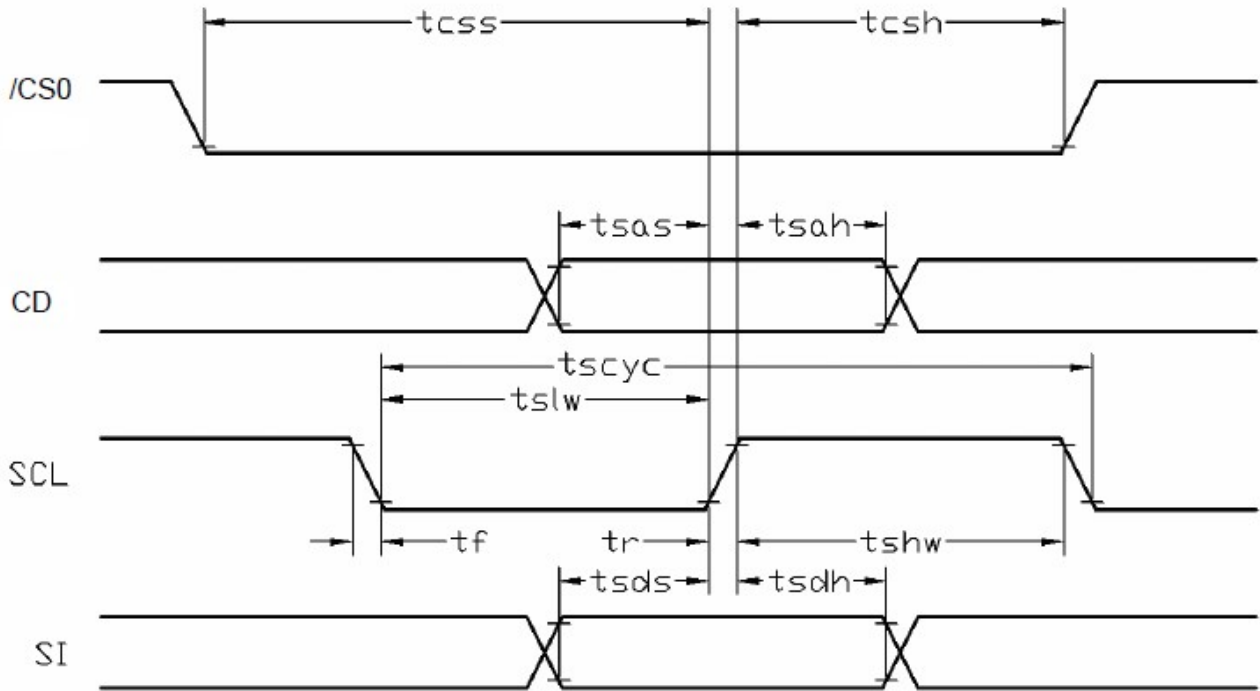 tcss tcsh
/CS0
tsas tsah
CD
tscyc
tslw
SCL
tf tr tshw
tsds tsdh
SI